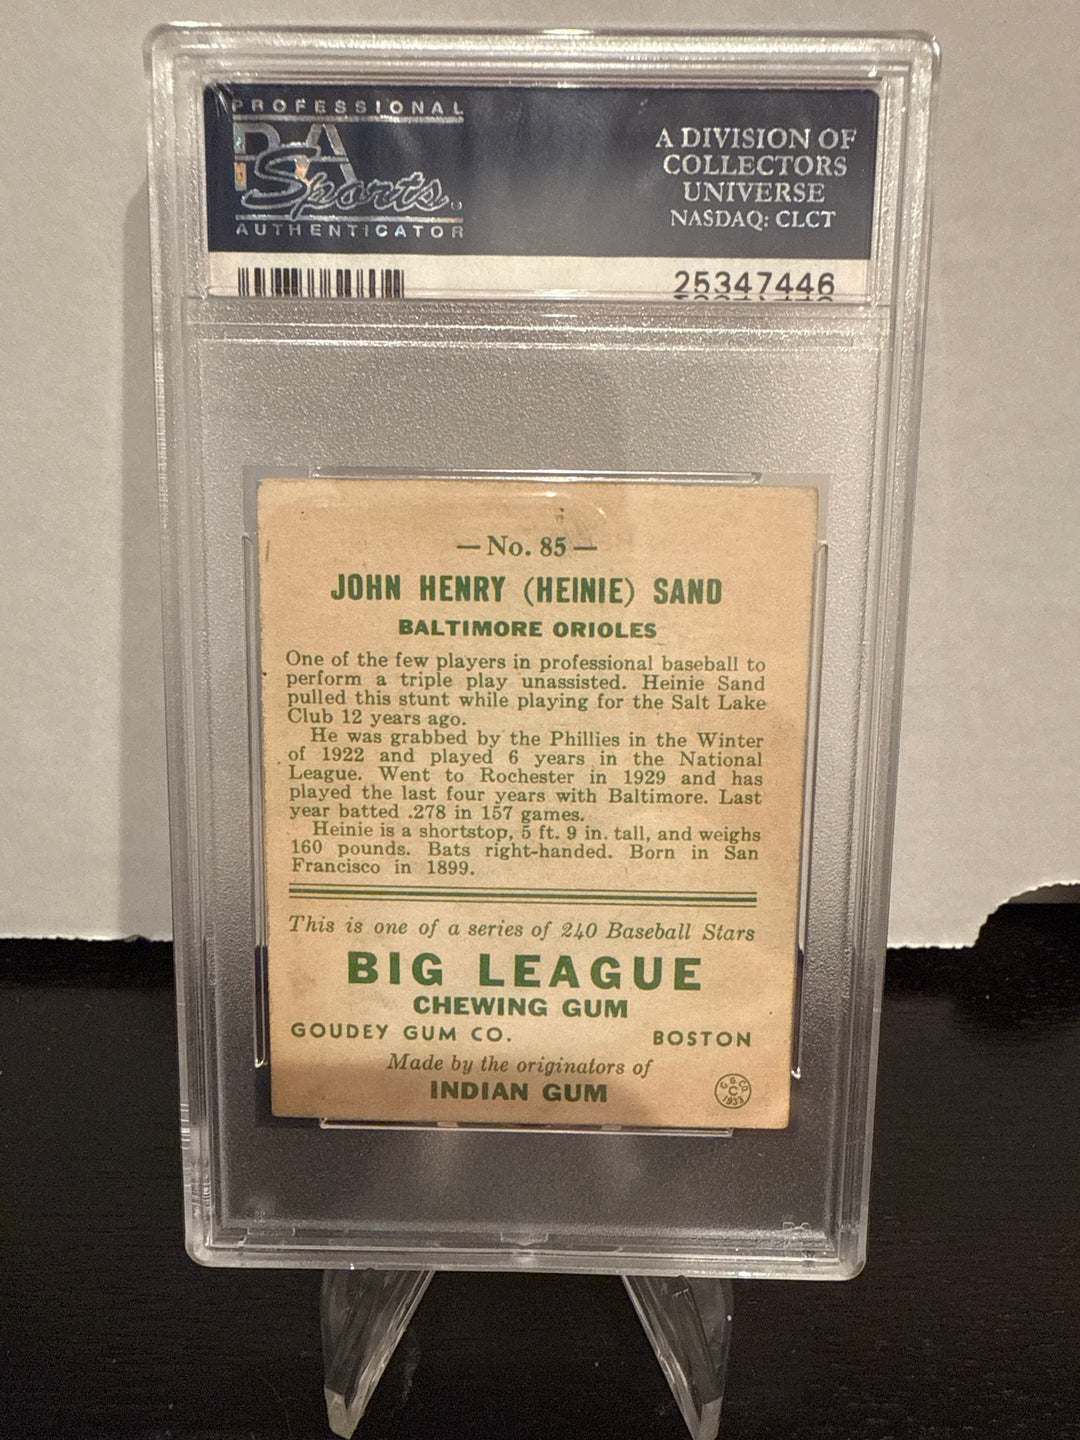 PROFESSIONAL
PSA
Sports
AUTHENTICATOR
A DIVISION OF
COLLECTORS
UNIVERSE
NASDAQ: CLCT
25347446
— No. 85 —
JOHN HENRY (HEINIE) SAND
BALTIMORE ORIOLES
One of the few players in professional baseball to
perform a triple play unassisted. Heinie Sand
pulled this stunt while playing for the Salt Lake
Club 12 years ago.
He was grabbed by the Phillies in the Winter
of 1922 and played 6 years in the National
League. Went to Rochester in 1929 and has
played the last four years with Baltimore. Last
year batted .278 in 157 games.
Heinie is a shortstop, 5 ft. 9 in. tall, and weighs
160 pounds. Bats right-handed. Born in San
Francisco in 1899.
This is one of a series of 240 Baseball Stars
BIG LEAGUE
CHEWING GUM
GOUDEY GUM CO. BOSTON
Made by the originators of
INDIAN GUM
G. G. CO.
C
1933